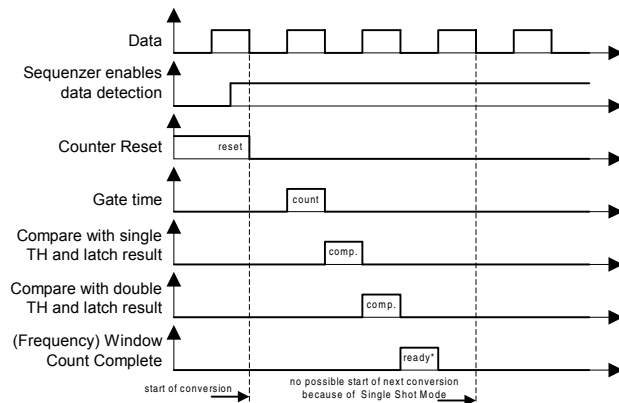 Data
Sequenzer enables
data detection
Counter Reset
reset
Gate time
count
Compare with single
TH and latch result
comp.
Compare with double
TH and latch result
comp.
(Frequency) Window
Count Complete
ready*
start of conversion
no possible start of next conversion
because of Single Shot Mode